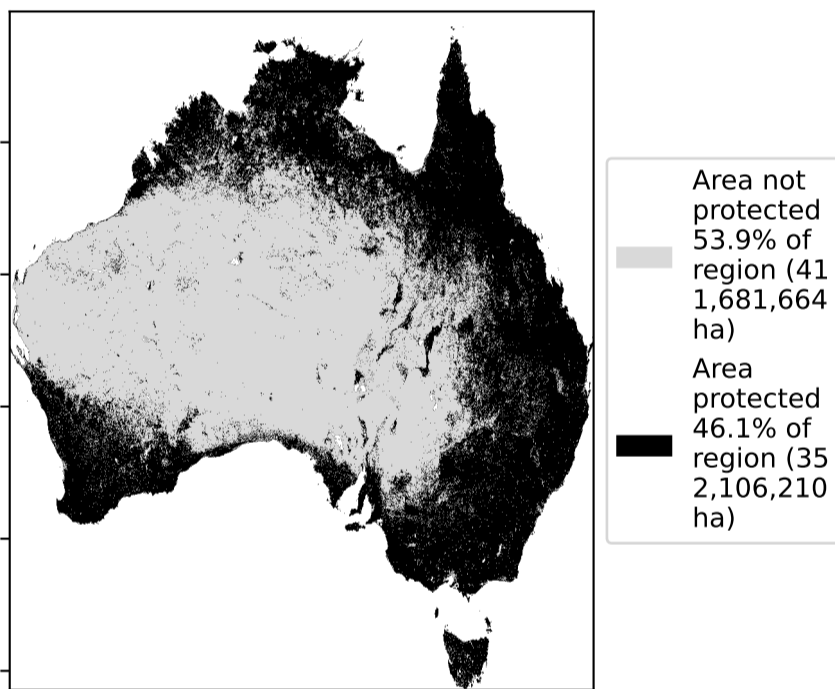 Area not
protected
53.9% of
region (41
1,681,664
ha)
Area
protected
46.1% of
region (35
2,106,210
ha)